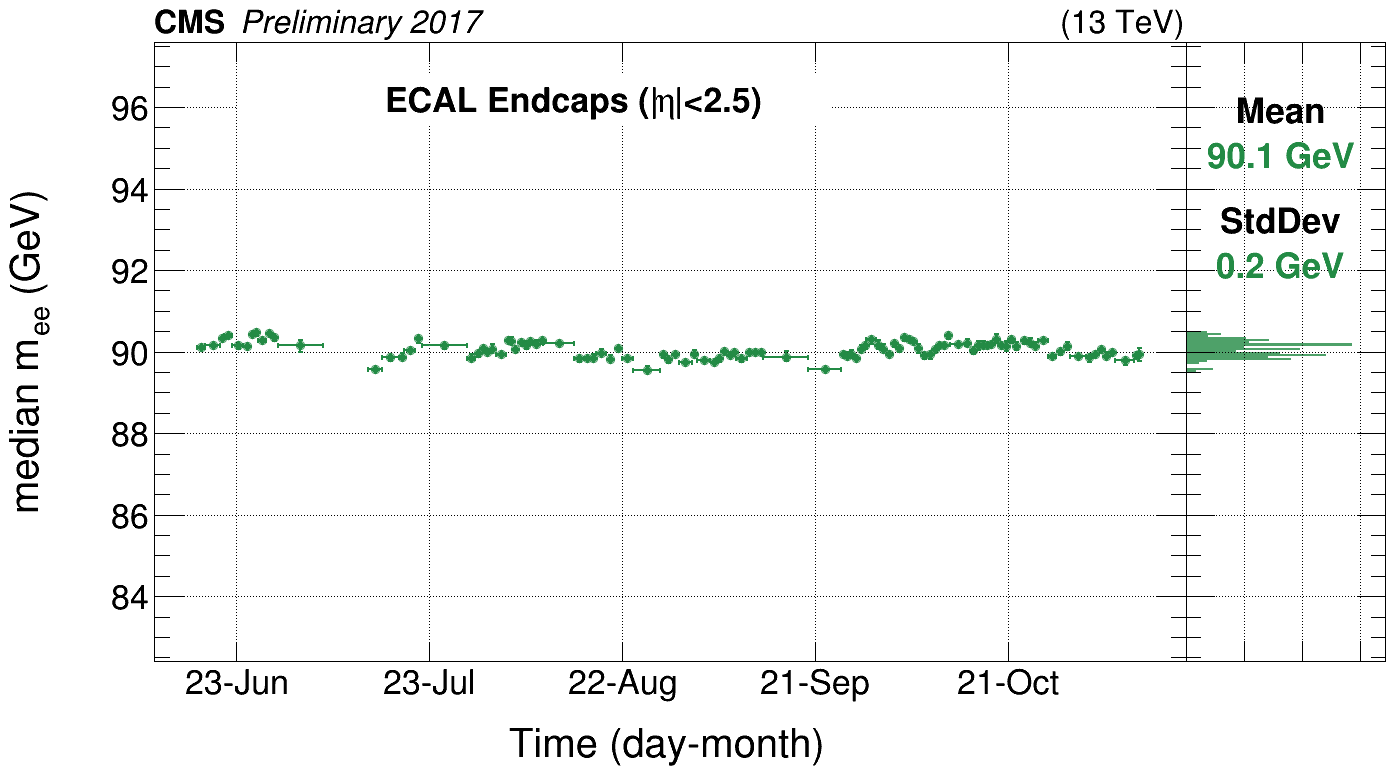 CMS Preliminary 2017 (13 TeV)
ECAL Endcaps (|η|<2.5)
Mean
90.1 GeV
StdDev
0.2 GeV
median m_ee (GeV)
96
94
92
90
88
86
84
23-Jun 23-Jul 22-Aug 21-Sep 21-Oct
Time (day-month)